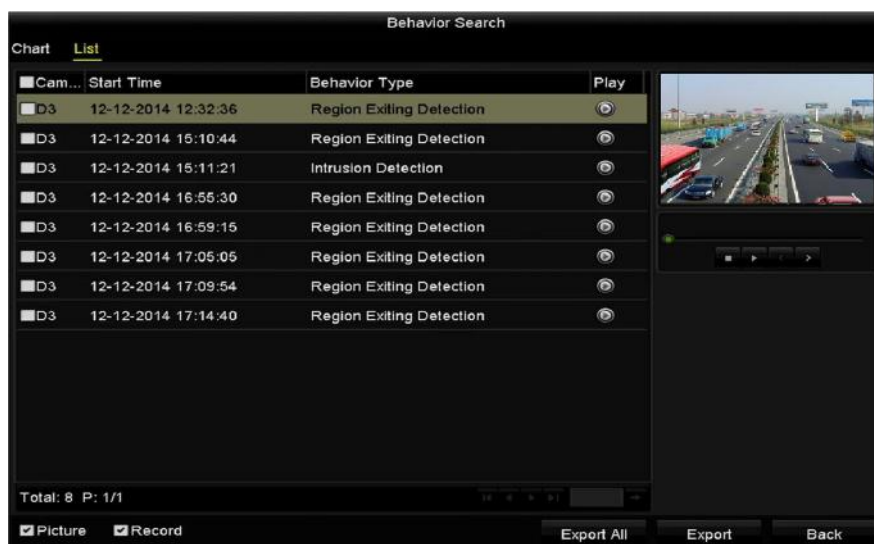 Behavior Search
Chart List
Cam... Start Time Behavior Type Play
D3 12-12-2014 12:32:36 Region Exiting Detection
D3 12-12-2014 15:10:44 Region Exiting Detection
D3 12-12-2014 15:11:21 Intrusion Detection
D3 12-12-2014 16:55:30 Region Exiting Detection
D3 12-12-2014 16:59:15 Region Exiting Detection
D3 12-12-2014 17:05:05 Region Exiting Detection
D3 12-12-2014 17:09:54 Region Exiting Detection
D3 12-12-2014 17:14:40 Region Exiting Detection
Total: 8 P: 1/1
Picture Record Export All Export Back